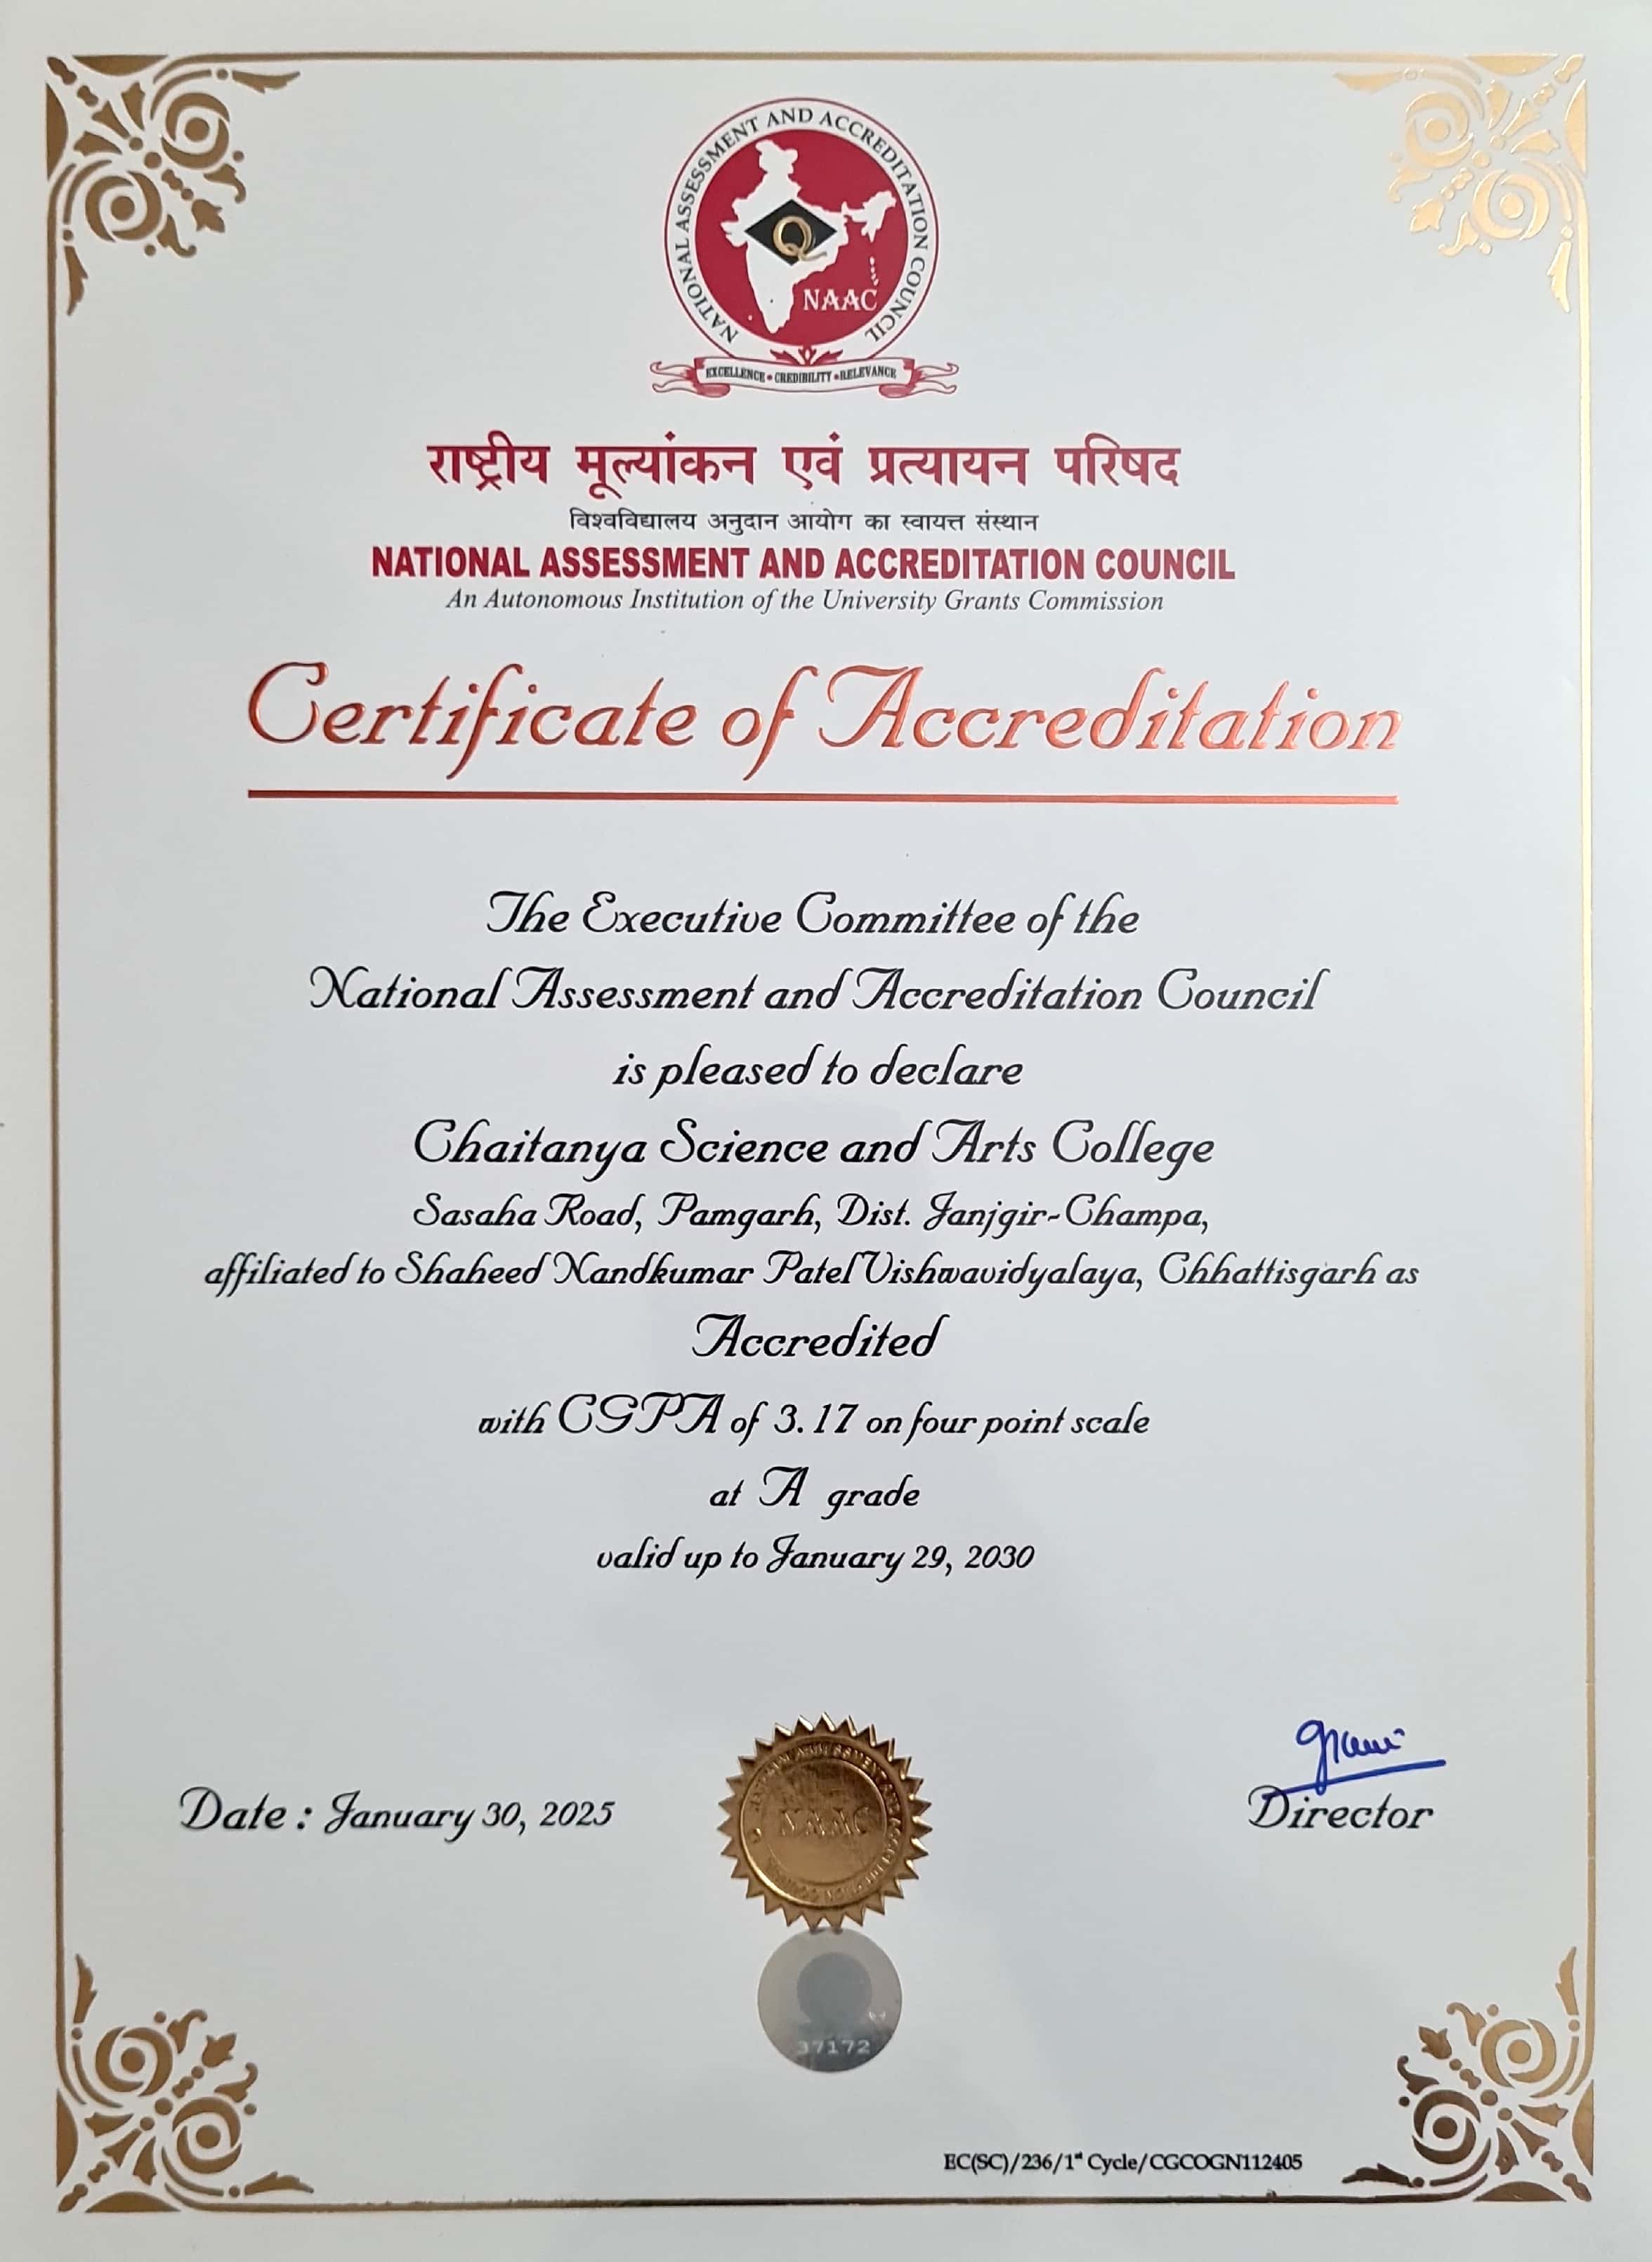 NATIONAL ASSESSMENT AND ACCREDITATION COUNCIL
Q
NAAC
EXCELLENCE • CREDIBILITY • RELEVANCE
राष्ट्रीय मूल्यांकन एवं प्रत्यायन परिषद
विश्वविद्यालय अनुदान आयोग का स्वायत्त संस्थान
NATIONAL ASSESSMENT AND ACCREDITATION COUNCIL
An Autonomous Institution of the University Grants Commission
Certificate of Accreditation
The Executive Committee of the
National Assessment and Accreditation Council
is pleased to declare
Chaitanya Science and Arts College
Sasaha Road, Pamgarh, Dist. Janjgir-Champa,
affiliated to Shaheed Nandkumar Patel Vishwavidyalaya, Chhattisgarh as
Accredited
with CGPA of 3.17 on four point scale
at A grade
valid up to January 29, 2030
Date : January 30, 2025
NAAC
Director
37172
EC(SC)/236/1st Cycle/CGCOGN112405